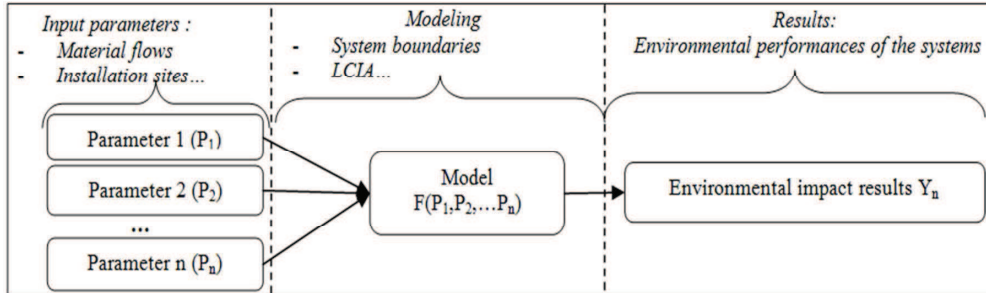 Input parameters :
- Material flows
- Installation sites…
Parameter 1 (P₁)
Parameter 2 (P₂)
...
Parameter n (Pₙ)
Modeling
- System boundaries
- LCIA…
Model
F(P₁,P₂,…Pₙ)
Results:
Environmental performances of the systems
Environmental impact results Yₙ